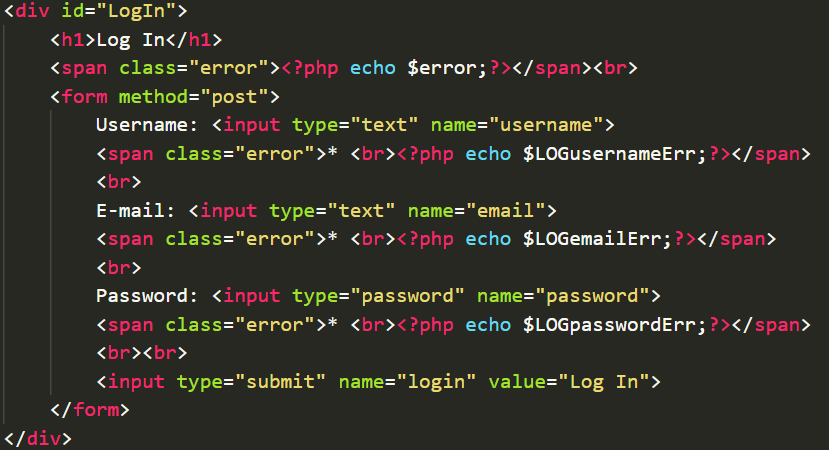 <div id="LogIn">
    <h1>Log In</h1>
    <span class="error"><?php echo $error;?></span><br>
    <form method="post">
        Username: <input type="text" name="username">
        <span class="error">* <br><?php echo $LOGusernameErr;?></span>
        <br>
        E-mail: <input type="text" name="email">
        <span class="error">* <br><?php echo $LOGemailErr;?></span>
        <br>
        Password: <input type="password" name="password">
        <span class="error">* <br><?php echo $LOGpasswordErr;?></span>
        <br><br>
        <input type="submit" name="login" value="Log In">
    </form>
</div>